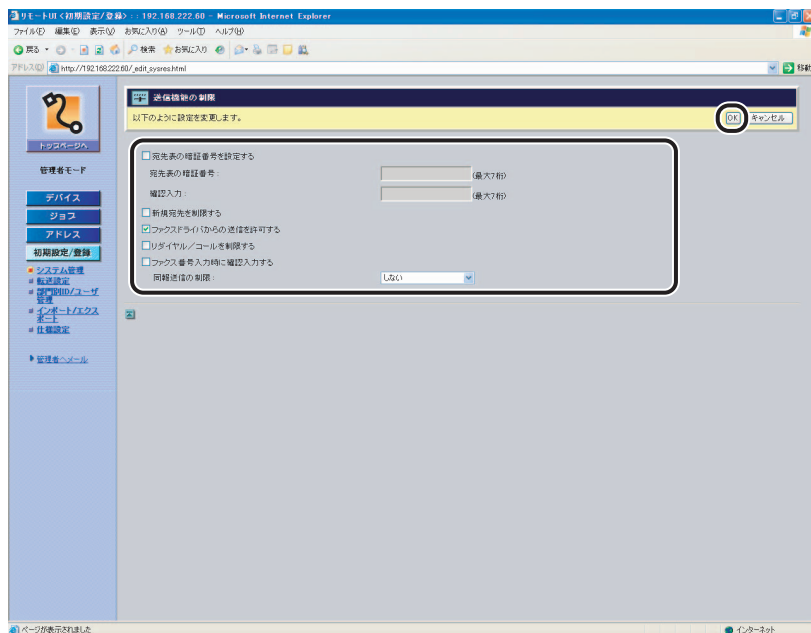 リモートUI <初期設定/登録> : : 192.168.222.60 - Microsoft Internet Explorer
ファイル(F) 編集(E) 表示(V) お気に入り(A) ツール(T) ヘルプ(H)
戻る 検索 お気に入り
アドレス(D) http://192.168.222.60/_edit_sysres.html 移動
送信機能の制限
以下のように設定を変更します。 OK キャンセル
トップページへ
管理者モード
デバイス
ジョブ
アドレス
初期設定/登録
システム管理
転送設定
部門別ID/ユーザ
管理
インポート/エクス
ポート
仕様設定
管理者へメール
宛先表の暗証番号を設定する
宛先表の暗証番号 : (最大7桁)
確認入力 : (最大7桁)
新規宛先を制限する
ファクスドライバからの送信を許可する
リダイヤル/コールを制限する
ファクス番号入力時に確認入力する
同報送信の制限 : しない
ページが表示されました インターネット